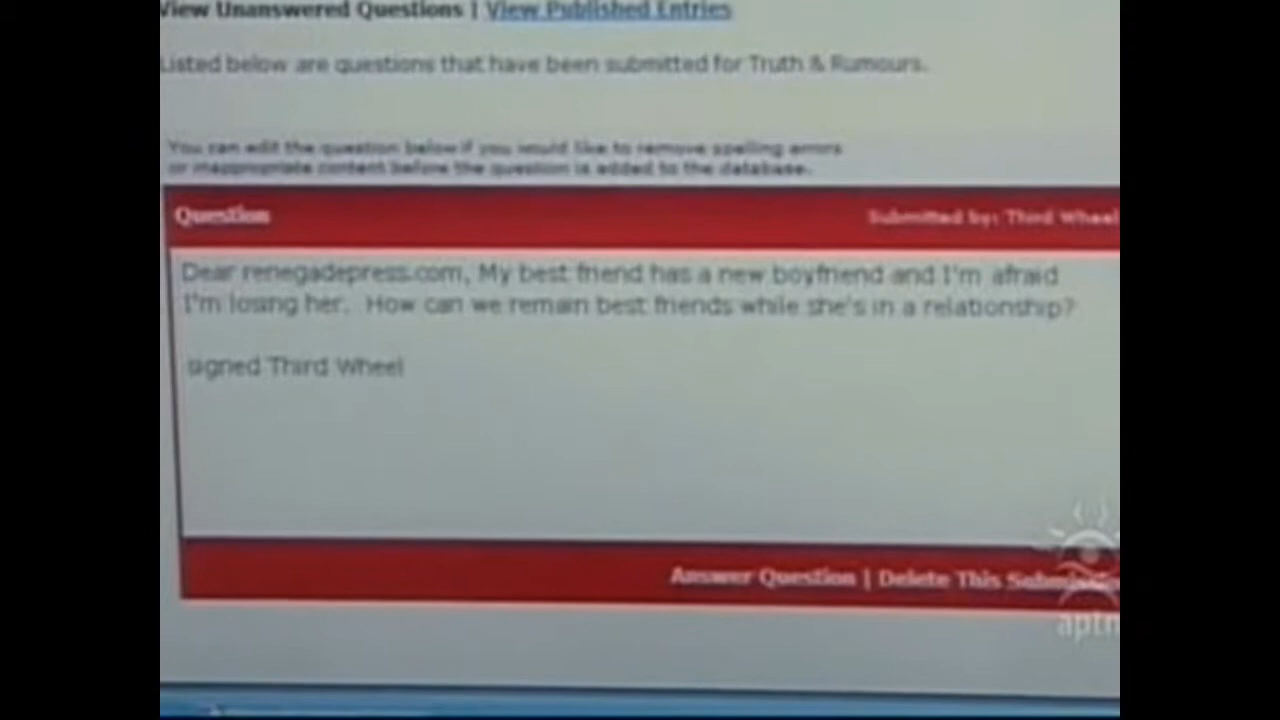 View Unanswered Questions | View Published Entries
Listed below are questions that have been submitted for Truth & Rumours.
You can edit the question below if you would like to remove spelling errors
or inappropriate content before the question is added to the database.
Question Submitted by: Third Wheel
Dear renegadepress.com, My best friend has a new boyfriend and I'm afraid
I'm losing her. How can we remain best friends while she's in a relationship?
signed Third Wheel
Answer Question | Delete This Submission
aptn